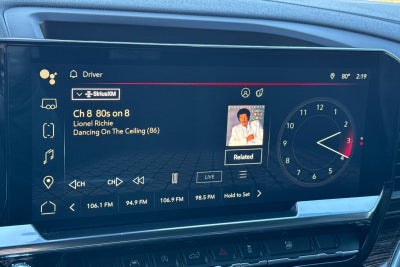 Driver
80° 2:19
SiriusXM
Ch 8 80s on 8
Lionel Richie
Dancing On The Ceiling (86)
Related
CH CH LIVE
106.1 FM 94.9 FM 106.9 FM 98.5 FM Hold to Set
12
1
2
3
4
5
6
7
8
9
10
11